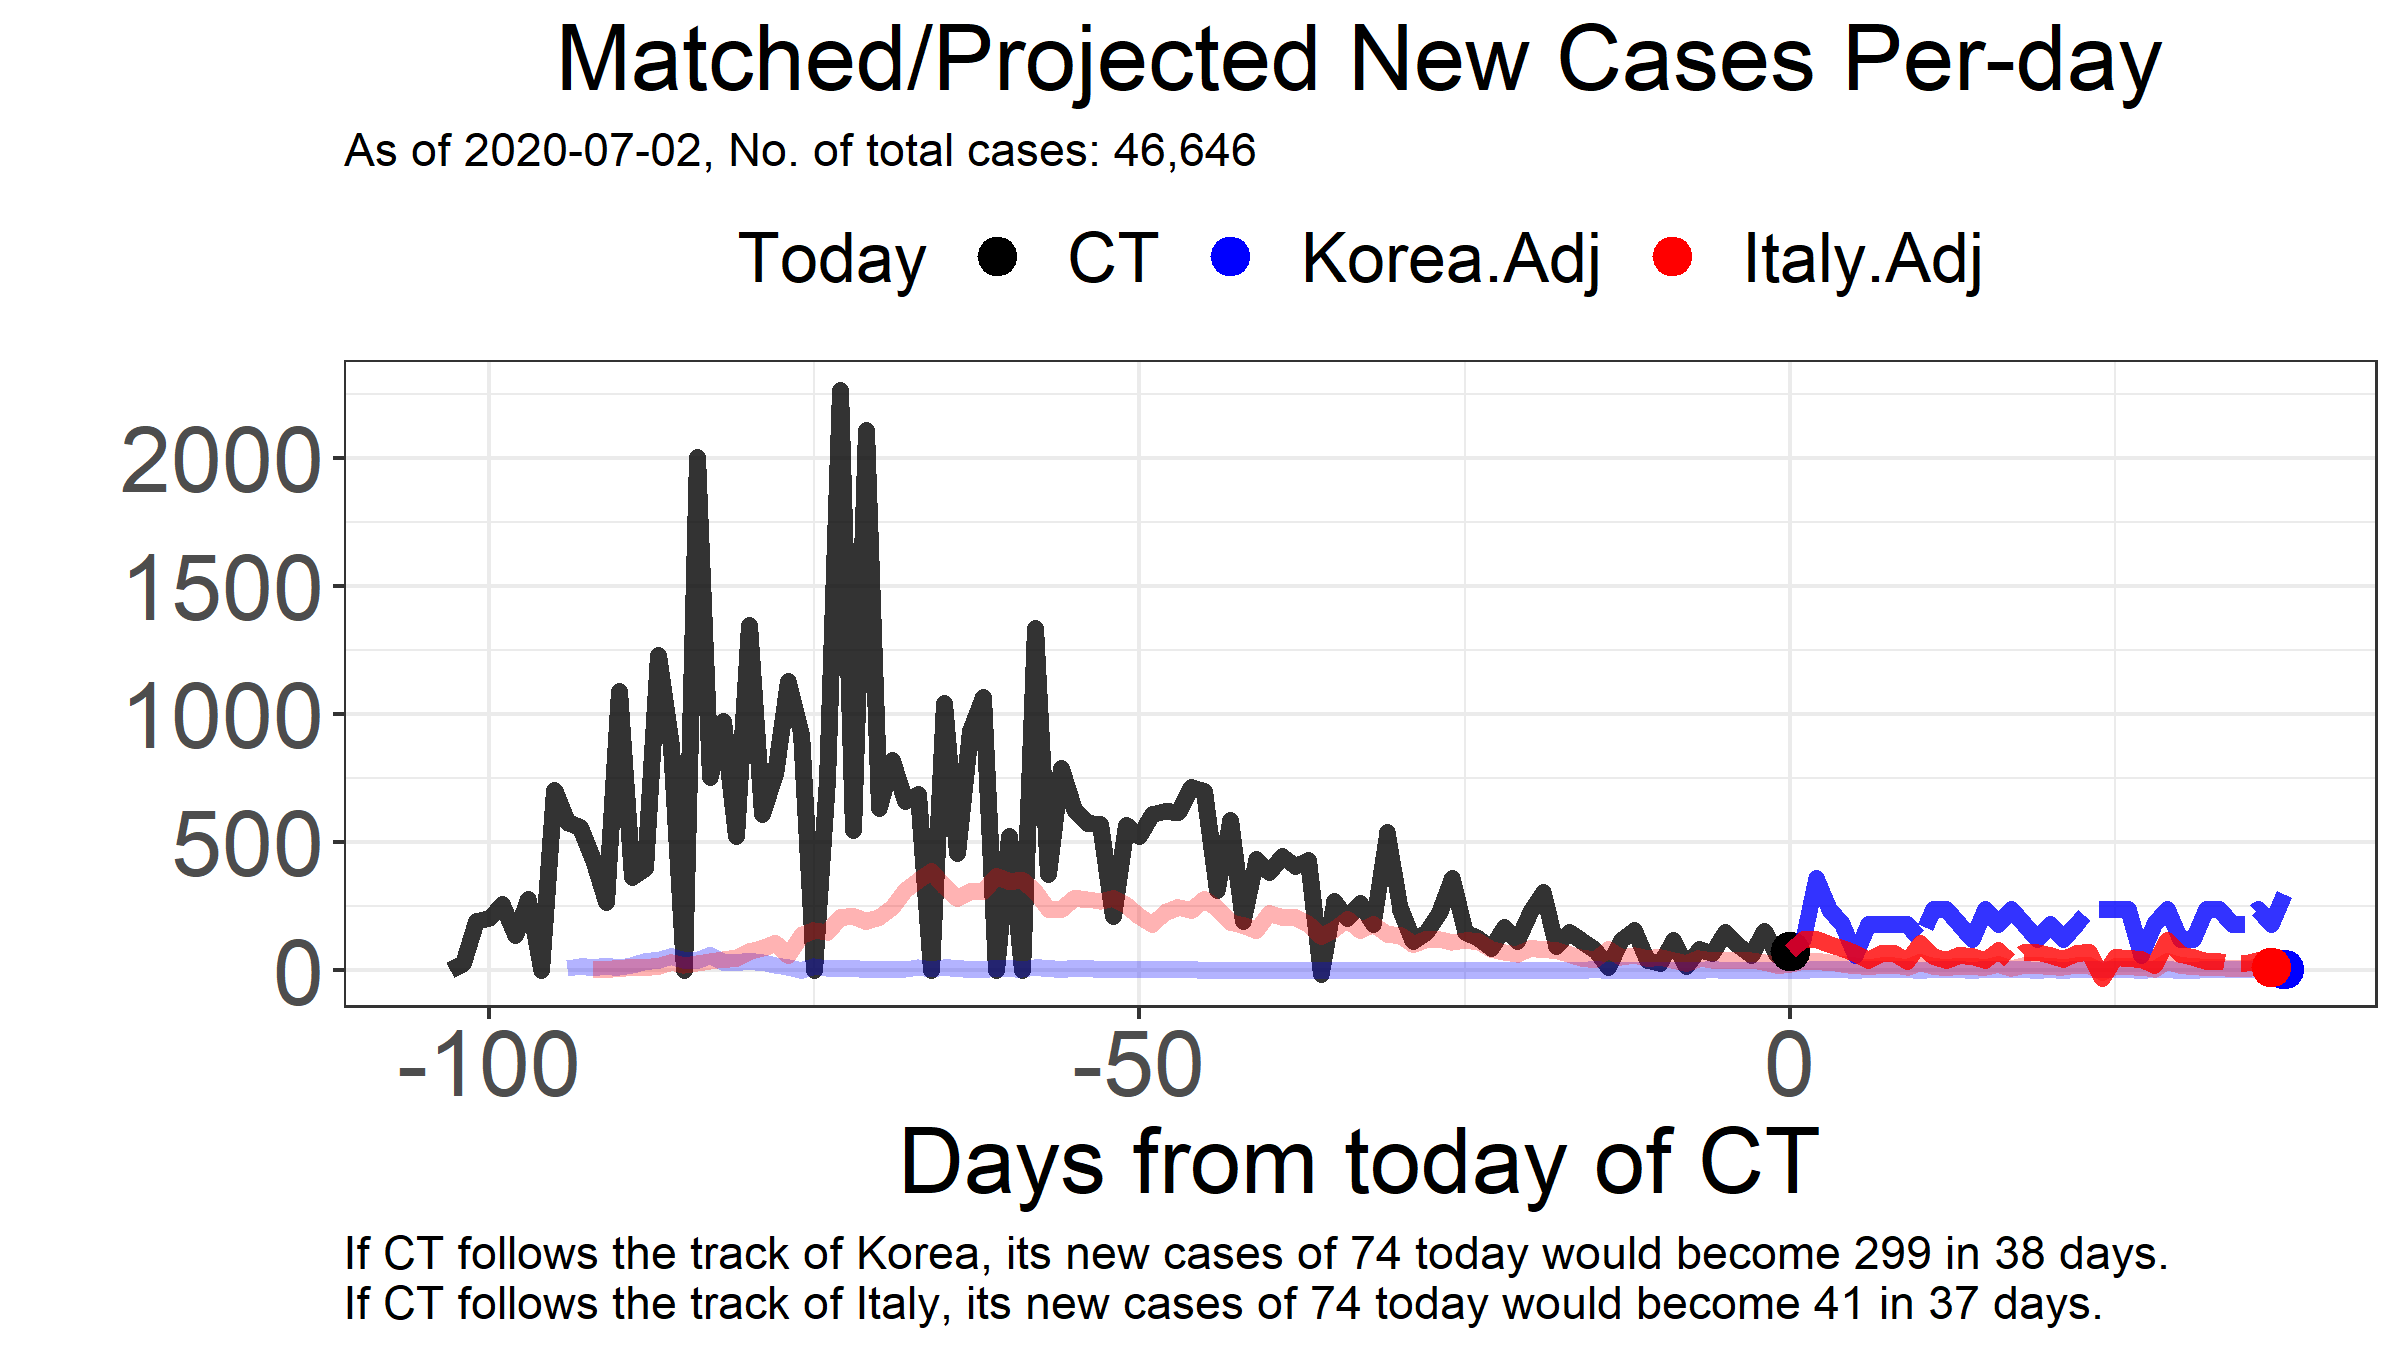 Matched/Projected New Cases Per-day
As of 2020-07-02, No. of total cases: 46,646
Today CT Korea.Adj Italy.Adj
2000
1500
1000
500
0
-100 -50 0
Days from today of CT
If CT follows the track of Korea, its new cases of 74 today would become 299 in 38 days.
If CT follows the track of Italy, its new cases of 74 today would become 41 in 37 days.